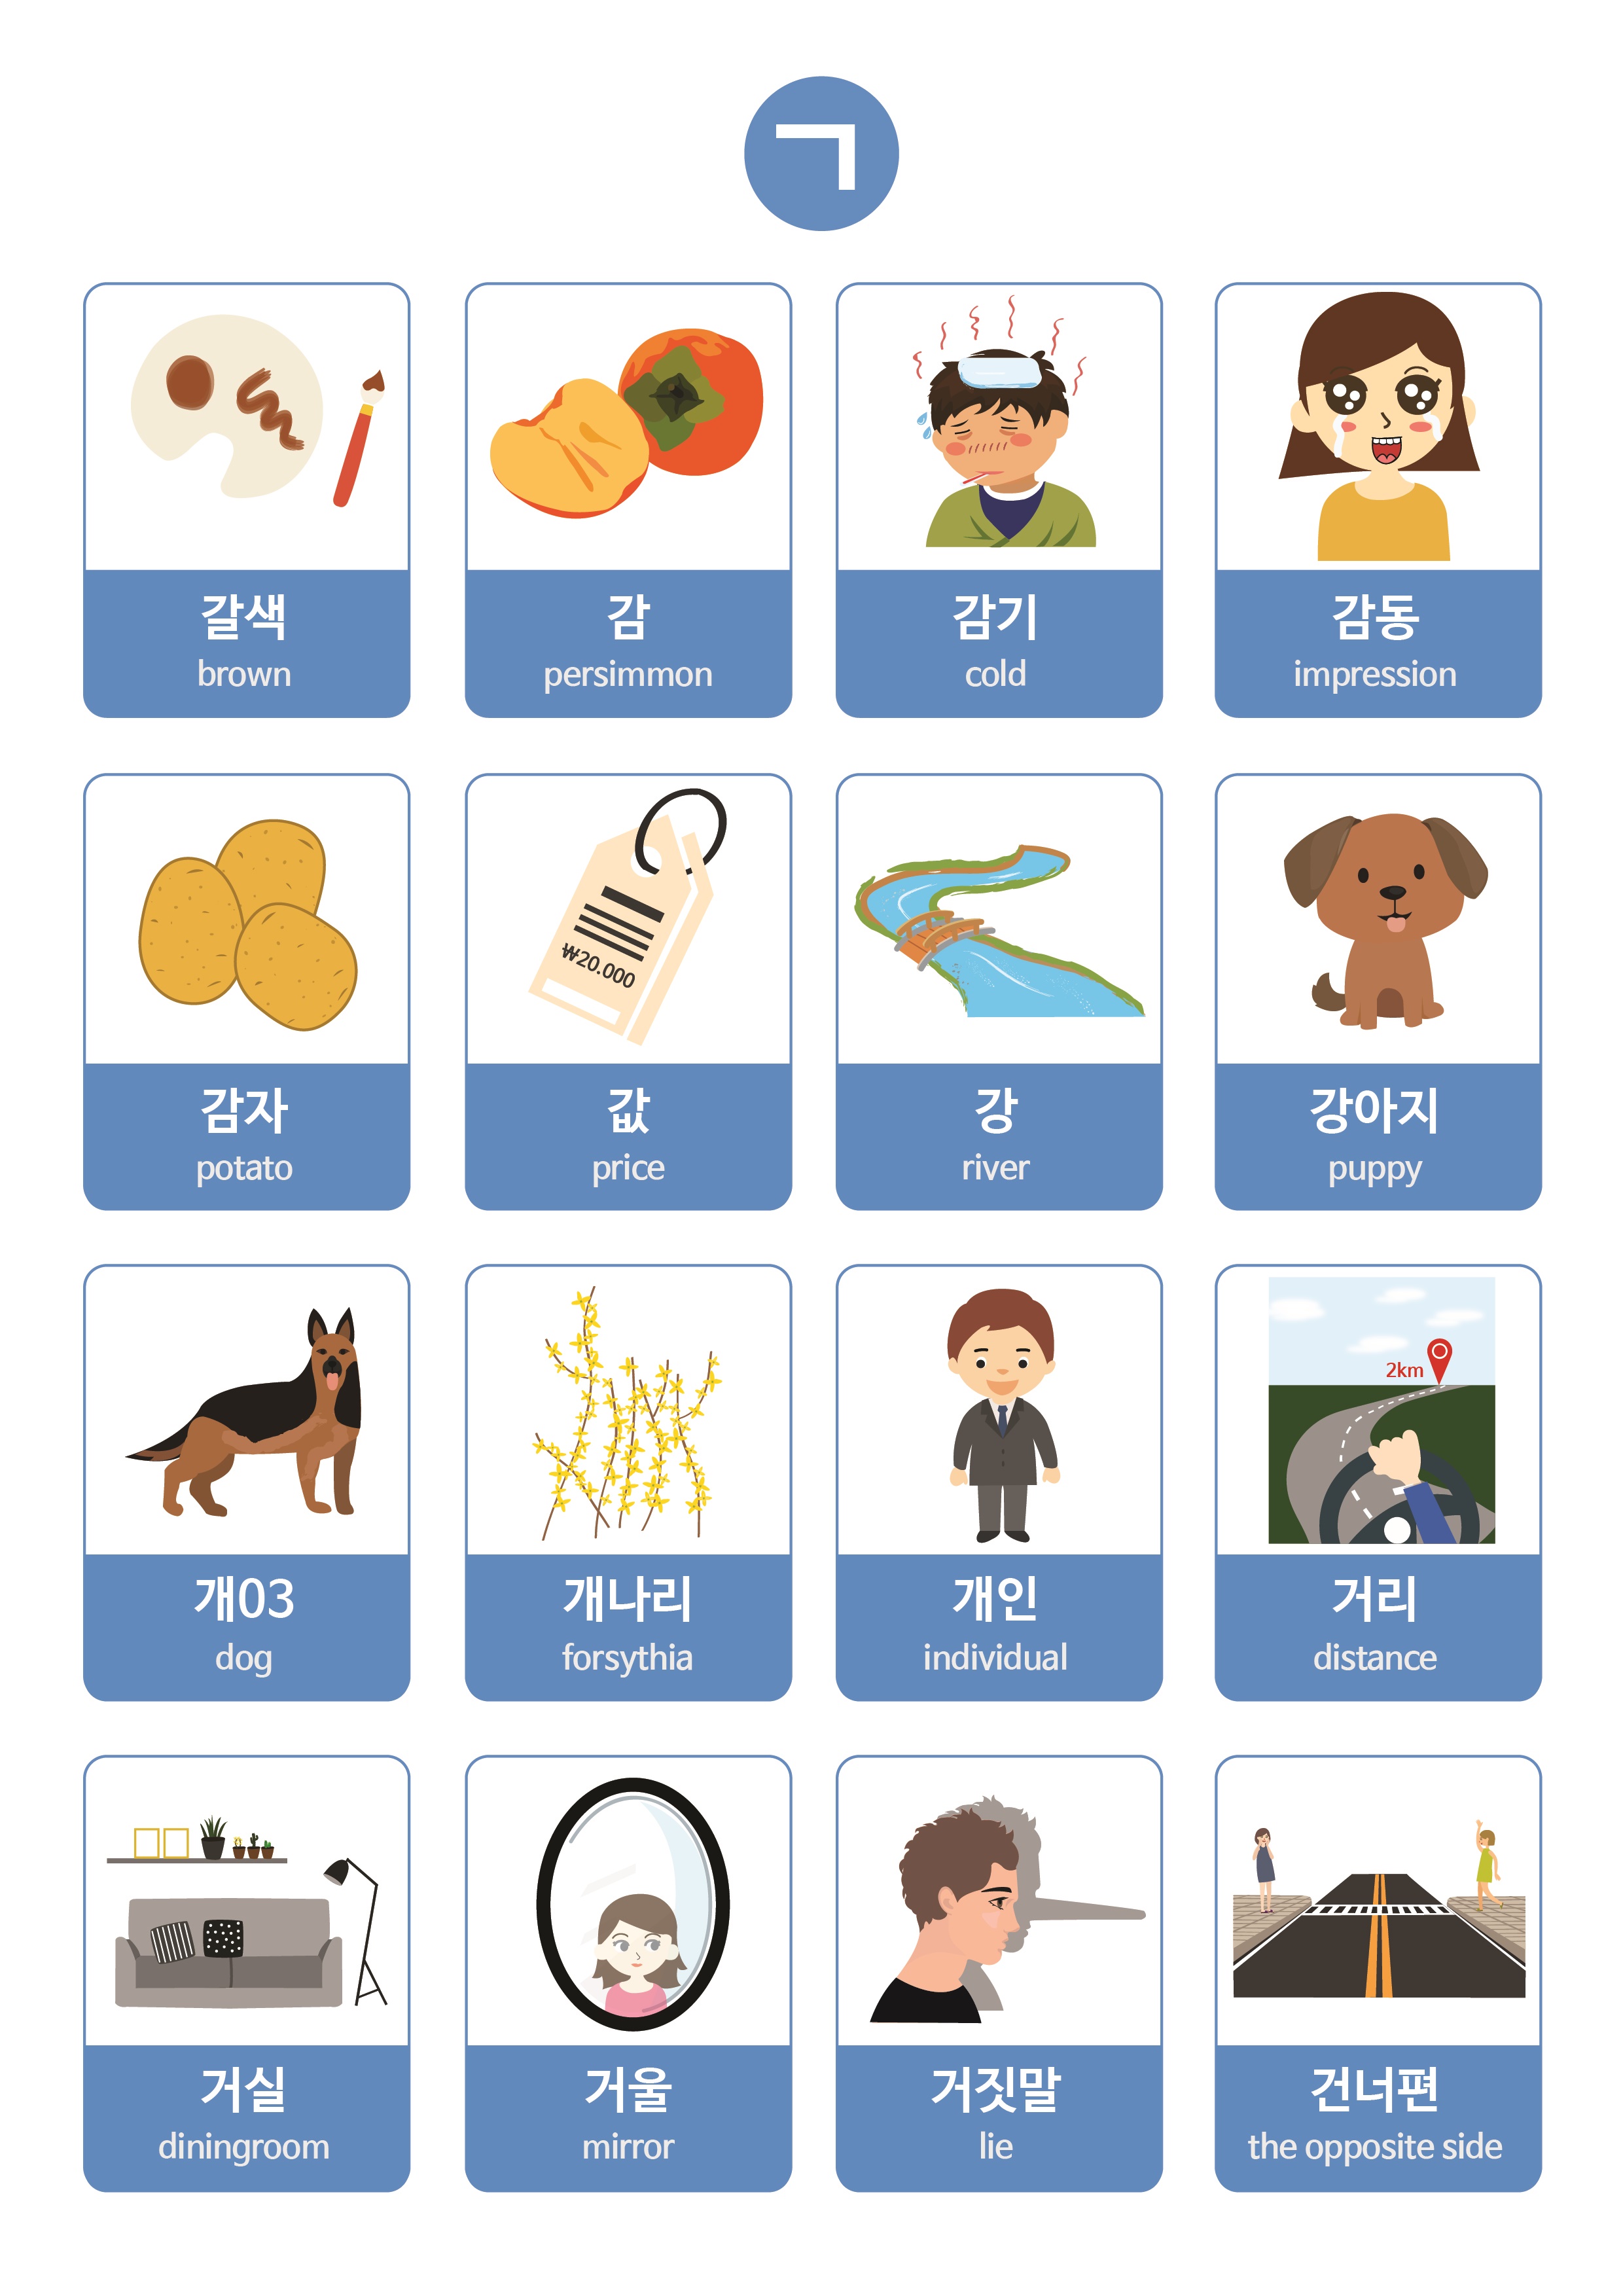 ㄱ
갈색
brown
감
persimmon
감기
cold
감동
impression
감자
potato
₩20.000
값
price
강
river
강아지
puppy
개03
dog
개나리
forsythia
개인
individual
2km
거리
distance
거실
diningroom
거울
mirror
거짓말
lie
건너편
the opposite side